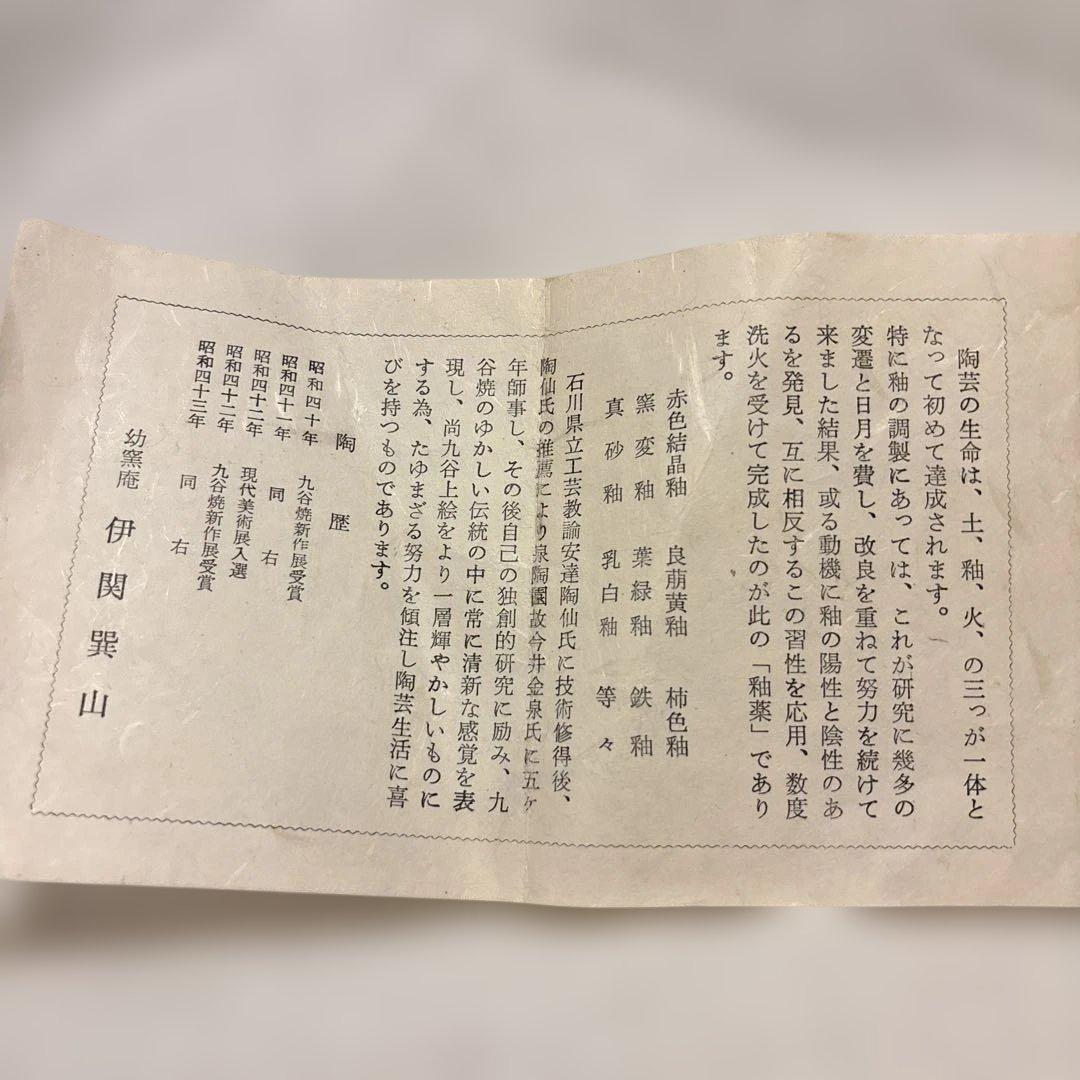 陶芸の生命は、土、釉、火、の三っが一体と
なって初めて達成されます。
特に釉の調製にあっては、これが研究に幾多の
変遷と日月を費し、改良を重ねて努力を続けて
来ました結果、或る動機に釉の陽性と陰性のあ
るを発見、互に相反するこの習性を応用、数度
洗火を受けて完成したのが此の「釉薬」であり
ます。
赤色結晶釉 良萠黄釉 柿色釉
窯変釉 葉緑釉 鉄釉
真砂釉 乳白釉 等々
石川県立工芸教諭安達陶仙氏に技術修得後、
陶仙氏の推薦により泉陶園故今井金泉氏に五ヶ
年師事し、その後自己の独創的研究に励み、九
谷焼のゆかしい伝統の中に常に清新な感覚を表
現し、尚九谷上絵をより一層輝やかしいものに
する為、たゆまざる努力を傾注し陶芸生活に喜
びを持つものであります。
陶歴
昭和四十年 九谷焼新作展受賞
昭和四十一年 同右
昭和四十二年 現代美術展入選
昭和四十二年 九谷焼新作展受賞
昭和四十三年 同右
幼窯庵 伊関巽山